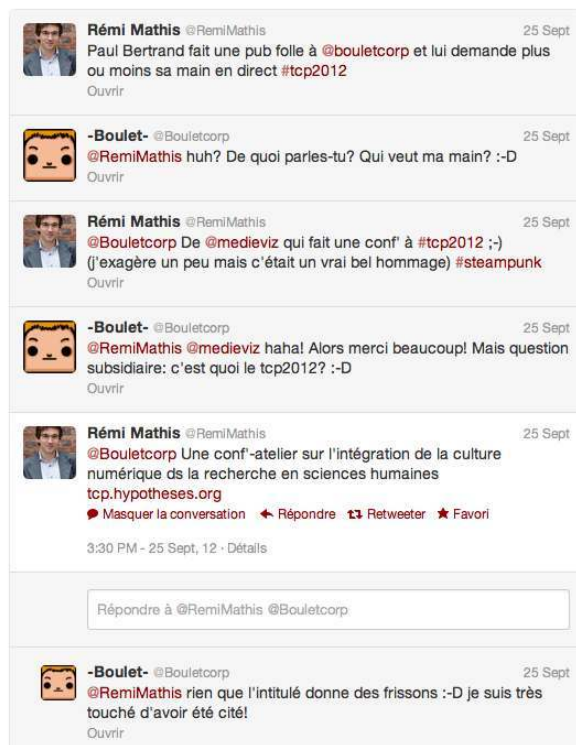 Rémi Mathis @RemiMathis 25 Sept
Paul Bertrand fait une pub folle à @bouletcorp et lui demande plus
ou moins sa main en direct #tcp2012
Ouvrir
-Boulet- @Bouletcorp 25 Sept
@RemiMathis huh? De quoi parles-tu? Qui veut ma main? :-D
Ouvrir
Rémi Mathis @RemiMathis 25 Sept
@Bouletcorp De @medieviz qui fait une conf' à #tcp2012 ;-)
(j'exagère un peu mais c'était un vrai bel hommage) #steampunk
Ouvrir
-Boulet- @Bouletcorp 25 Sept
@RemiMathis @medieviz haha! Alors merci beaucoup! Mais question
subsidiaire: c'est quoi le tcp2012? :-D
Ouvrir
Rémi Mathis @RemiMathis 25 Sept
@Bouletcorp Une conf'-atelier sur l'intégration de la culture
numérique ds la recherche en sciences humaines
tcp.hypotheses.org
Masquer la conversation Répondre Retweeter Favori
3:30 PM - 25 Sept, 12 · Détails
Répondre à @RemiMathis @Bouletcorp
-Boulet- @Bouletcorp 25 Sept
@RemiMathis rien que l'intitulé donne des frissons :-D je suis très
touché d'avoir été cité!
Ouvrir